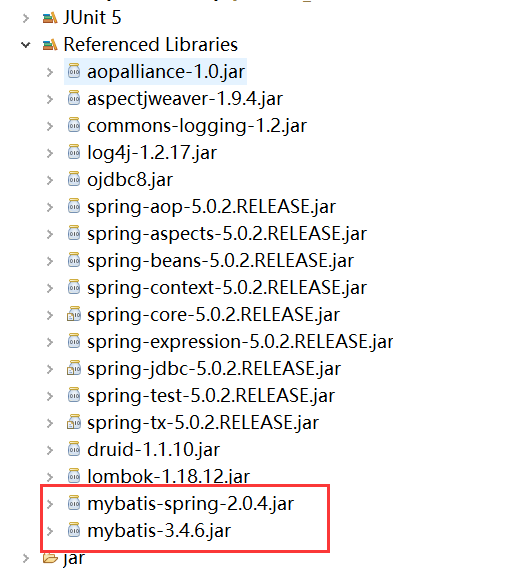 JUnit 5
Referenced Libraries
aopalliance-1.0.jar
aspectjweaver-1.9.4.jar
commons-logging-1.2.jar
log4j-1.2.17.jar
ojdbc8.jar
spring-aop-5.0.2.RELEASE.jar
spring-aspects-5.0.2.RELEASE.jar
spring-beans-5.0.2.RELEASE.jar
spring-context-5.0.2.RELEASE.jar
spring-core-5.0.2.RELEASE.jar
spring-expression-5.0.2.RELEASE.jar
spring-jdbc-5.0.2.RELEASE.jar
spring-test-5.0.2.RELEASE.jar
spring-tx-5.0.2.RELEASE.jar
druid-1.1.10.jar
lombok-1.18.12.jar
mybatis-spring-2.0.4.jar
mybatis-3.4.6.jar
jar